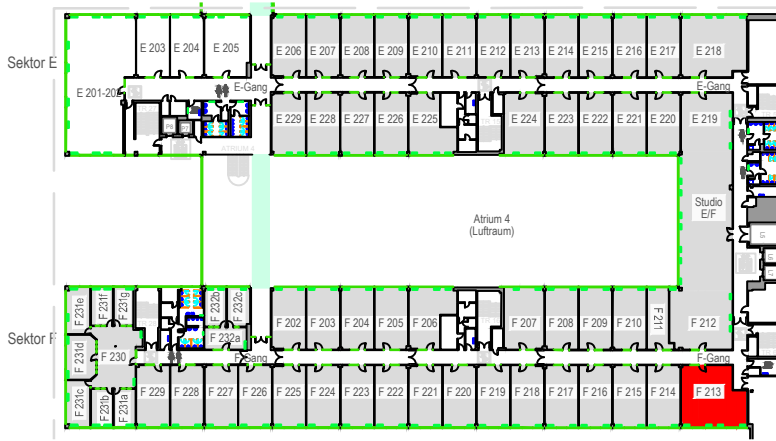 E 203
E 204
E 205
E 206
E 207
E 208
E 209
E 210
E 211
E 212
E 213
E 214
E 215
E 216
E 217
E 218
Sektor E
E 201-202
E-Gang
E-Gang
E 229
E 228
E 227
E 226
E 225
E 224
E 223
E 222
E 221
E 220
E 219
ATRIUM 4
Studio
E/F
Atrium 4
(Luftraum)
F 231e
F 231f
F 231g
F 232b
F 232c
F 202
F 203
F 204
F 205
F 206
F 207
F 208
F 209
F 210
F 211
F 212
Sektor F
F 231d
F 230
F 232a
F-Gang
F-Gang
F 231c
F 231b
F 231a
F 229
F 228
F 227
F 226
F 225
F 224
F 223
F 222
F 221
F 220
F 219
F 218
F 217
F 216
F 215
F 214
F 213